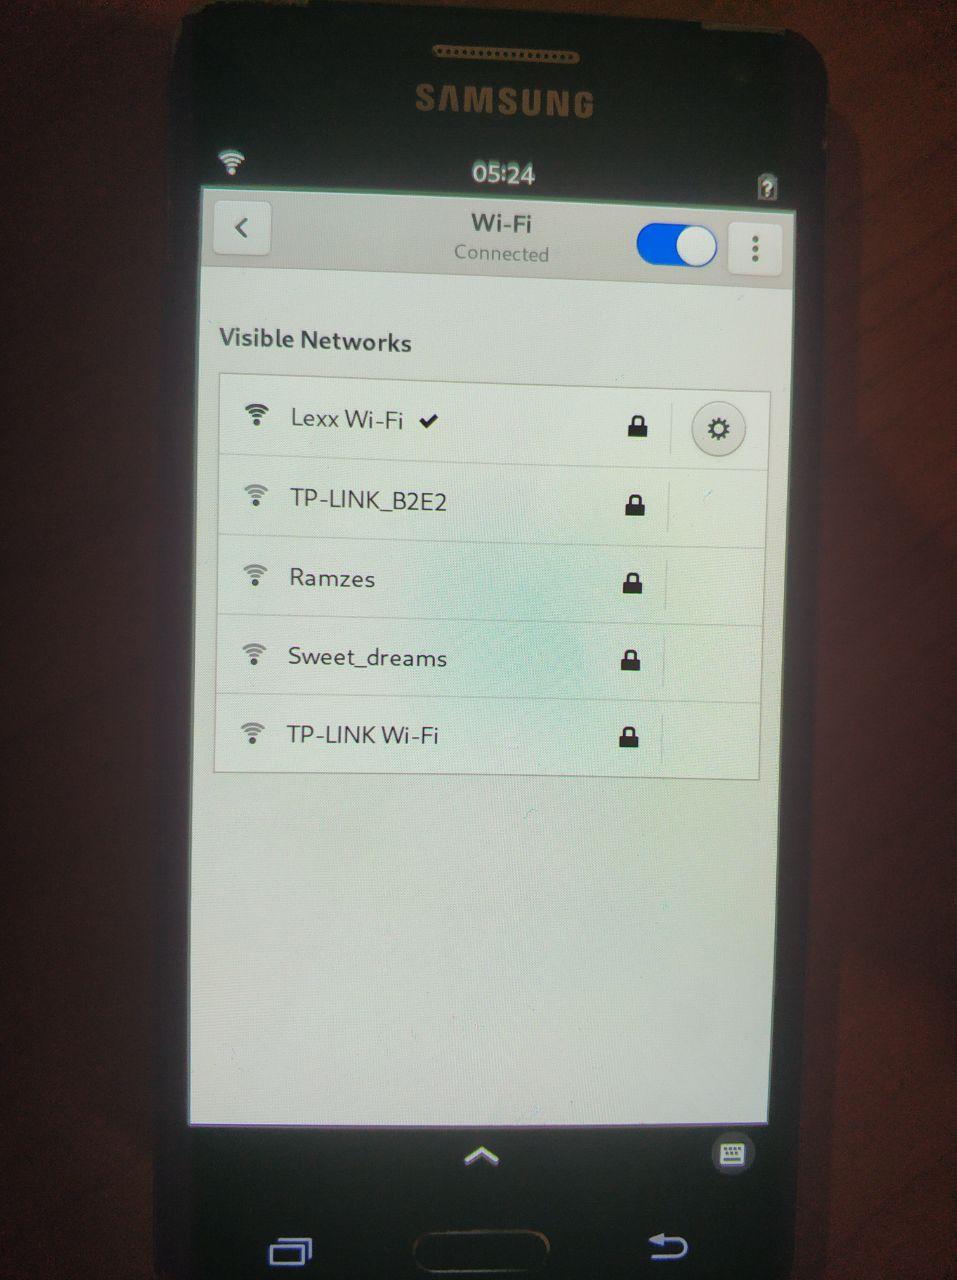 SAMSUNG
05:24
?
Wi-Fi
Connected
Visible Networks
Lexx Wi-Fi
TP-LINK_B2E2
Ramzes
Sweet_dreams
TP-LINK Wi-Fi